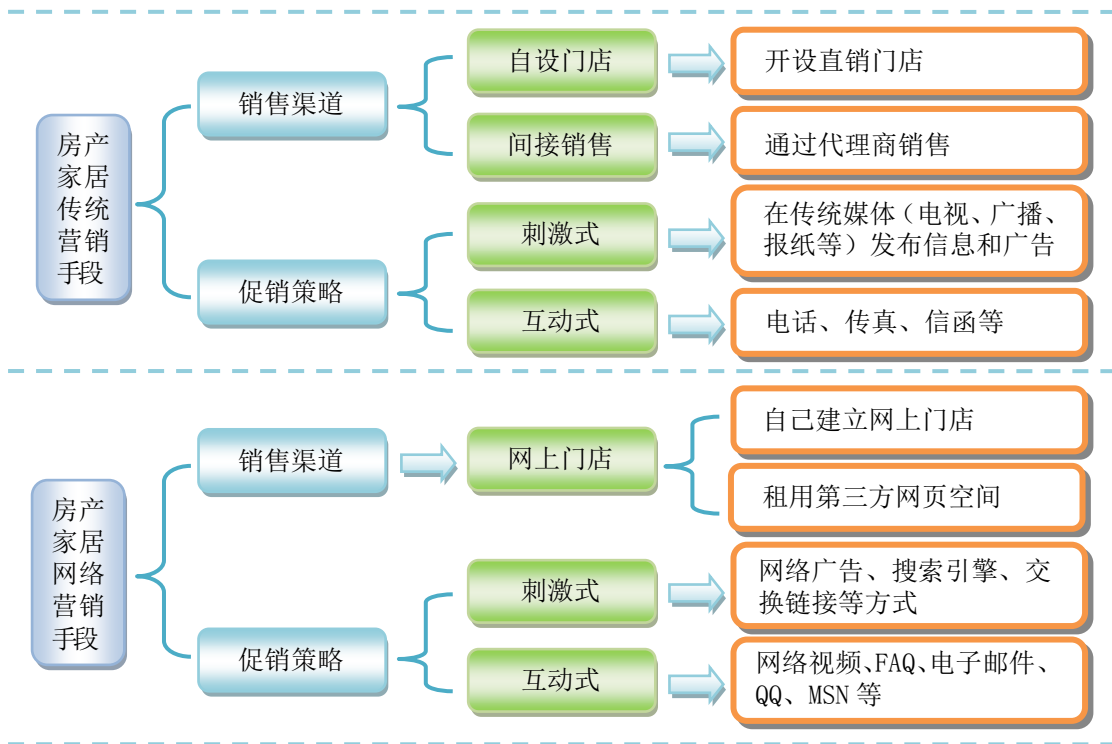 房产
家居
传统
营销
手段
销售渠道
自设门店
开设直销门店
间接销售
通过代理商销售
促销策略
刺激式
在传统媒体（电视、广播、
报纸等）发布信息和广告
互动式
电话、传真、信函等
房产
家居
网络
营销
手段
销售渠道
网上门店
自己建立网上门店
租用第三方网页空间
促销策略
刺激式
网络广告、搜索引擎、交
换链接等方式
互动式
网络视频、FAQ、电子邮件、
QQ、MSN 等